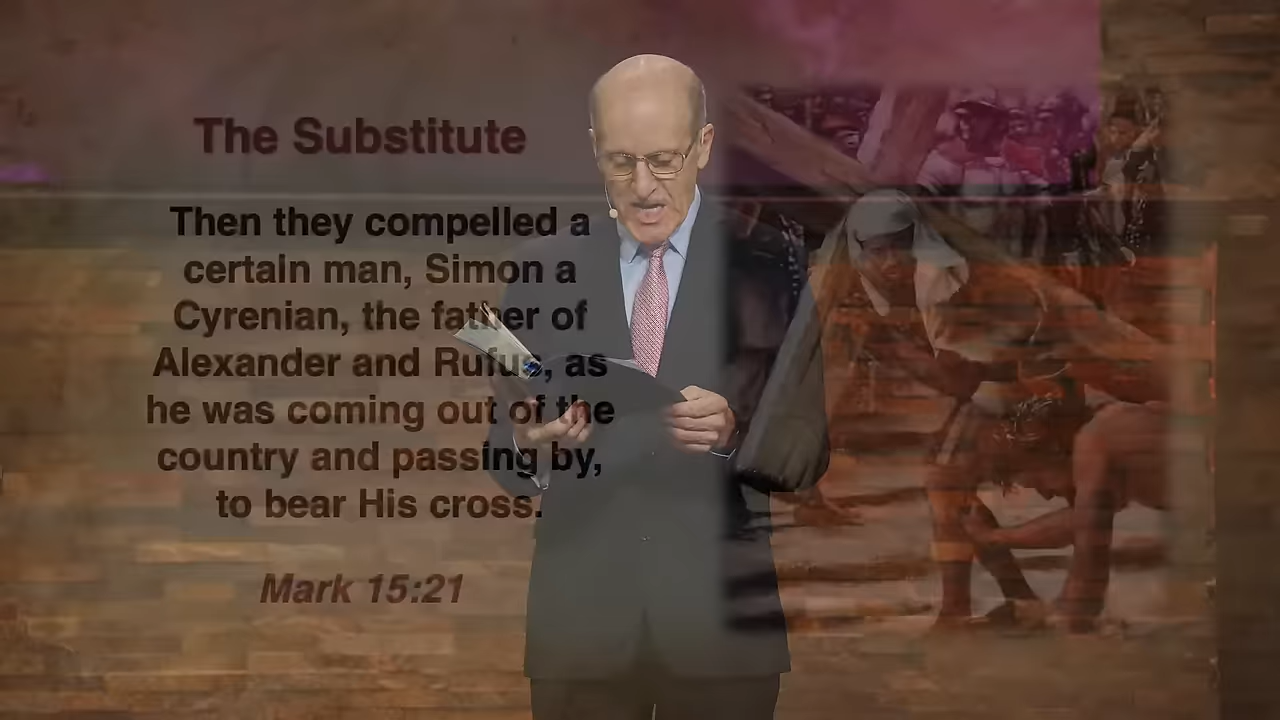 The Substitute
Then they compelled a
certain man, Simon a
Cyrenian, the father of
Alexander and Rufus, as
he was coming out of the
country and passing by,
to bear His cross.
Mark 15:21